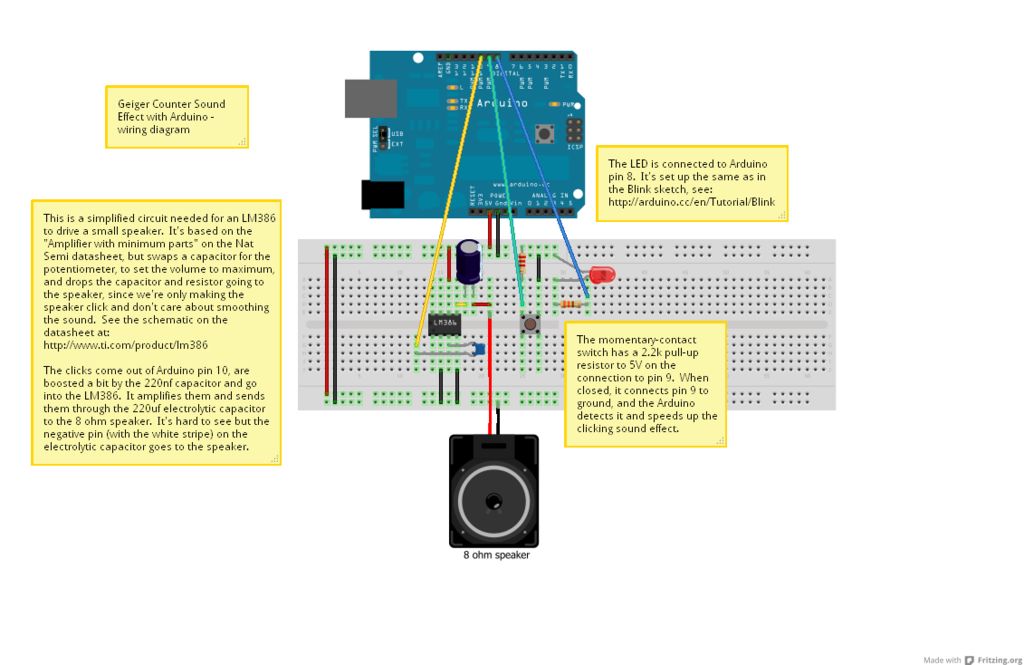 Geiger Counter Sound
Effect with Arduino -
wiring diagram
This is a simplified circuit needed for an LM386
to drive a small speaker. It's based on the
"Amplifier with minimum parts" on the Nat
Semi datasheet, but swaps a capacitor for the
potentiometer, to set the volume to maximum,
and drops the capacitor and resistor going to
the speaker, since we're only making the
speaker click and don't care about smoothing
the sound. See the schematic on the
datasheet at:
http://www.ti.com/product/lm386
The clicks come out of Arduino pin 10, are
boosted a bit by the 220nf capacitor and go
into the LM386. It amplifies them and sends
them through the 220uf electrolytic capacitor
to the 8 ohm speaker. It's hard to see but the
negative pin (with the white stripe) on the
electrolytic capacitor goes to the speaker.
AREF
GND
DIGITAL
L
TX
RX
Arduino
PWR
USB
EXT
PWR SEL
ICSP
www.arduino.cc
POWER
ANALOG IN
RESET
3V3
5V Gnd Vin
0 1 2 3 4 5
The LED is connected to Arduino
pin 8. It's set up the same as in
the Blink sketch, see:
http://arduino.cc/en/Tutorial/Blink
LM386
The momentary-contact
switch has a 2.2k pull-up
resistor to 5V on the
connection to pin 9. When
closed, it connects pin 9 to
ground, and the Arduino
detects it and speeds up the
clicking sound effect.
8 ohm speaker
Made with Fritzing.org